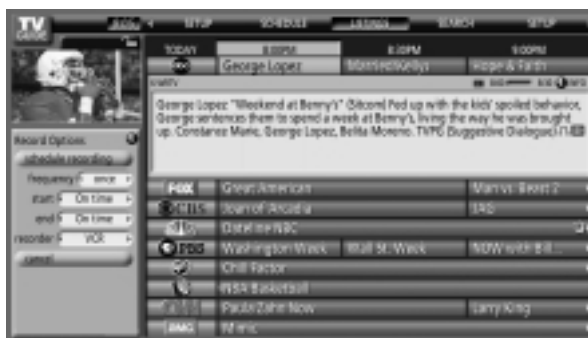 TV
GUIDE
SETUP SCHEDULE LISTINGS SEARCH SETUP
TODAY 8:00PM 8:30PM 9:00PM
abc George Lopez Married/Kellys Hope & Faith
George Lopez "Weekend at Benny's" (Sitcom) Fed up with the kids' spoiled behavior,
George sentences them to spend a week at Benny's, living the way he was brought
up. Constance Marie, George Lopez, Belita Moreno. TVPG (Suggestive Dialogue)
Record Options
schedule recording
frequency once
start On time
end On time
recorder VCR
cancel
FOX Great American Man vs. Beast 2
CBS Joan of Arcadia JAG
Dateline NBC
PBS Washington Week Wall St. Week NOW with Bill...
Chill Factor
NBA Basketball
Paula Zahn Now Larry King
AMC Mimic